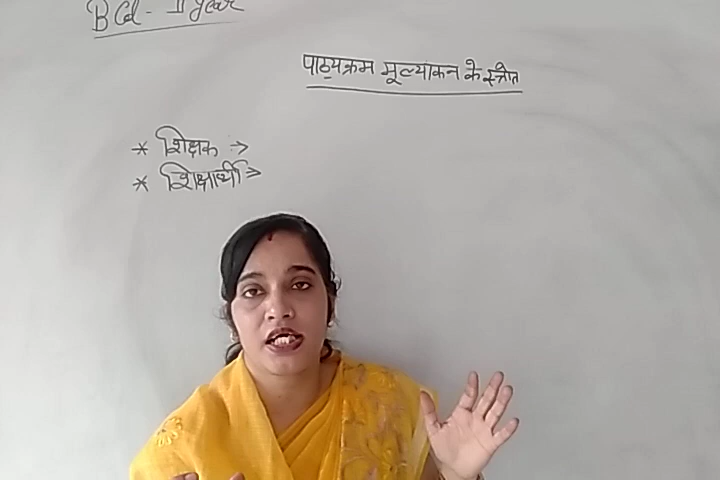 B Ed - II year
पाठ्यक्रम मूल्याकन के स्त्रोत
* शिक्षक :->
* शिक्षार्थी =>